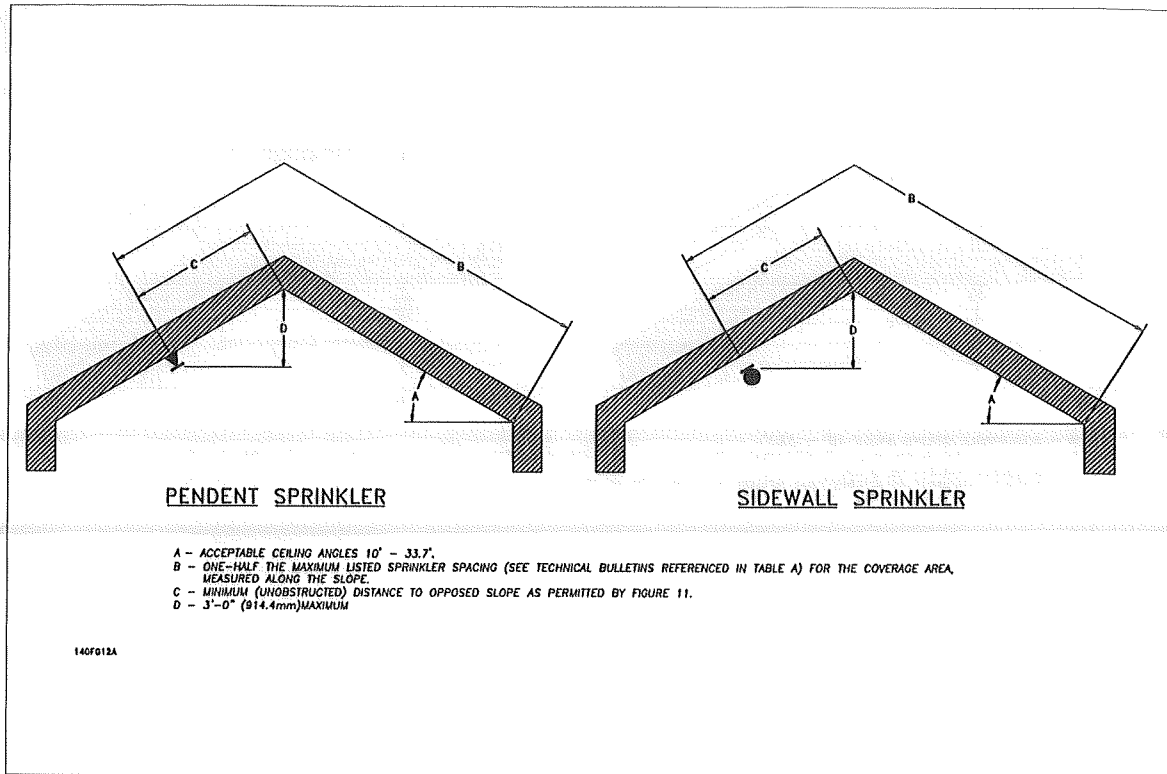 B
B
C
C
D
D
A
A
PENDENT SPRINKLER
SIDEWALL SPRINKLER
A – ACCEPTABLE CEILING ANGLES 10° – 33.7°.
B – ONE-HALF THE MAXIMUM LISTED SPRINKLER SPACING (SEE TECHNICAL BULLETINS REFERENCED IN TABLE A) FOR THE COVERAGE AREA,
MEASURED ALONG THE SLOPE.
C – MINIMUM (UNOBSTRUCTED) DISTANCE TO OPPOSED SLOPE AS PERMITTED BY FIGURE 11.
D – 3'-0" (914.4mm)MAXIMUM
140FG12A